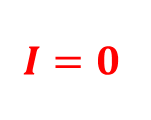 I = 0